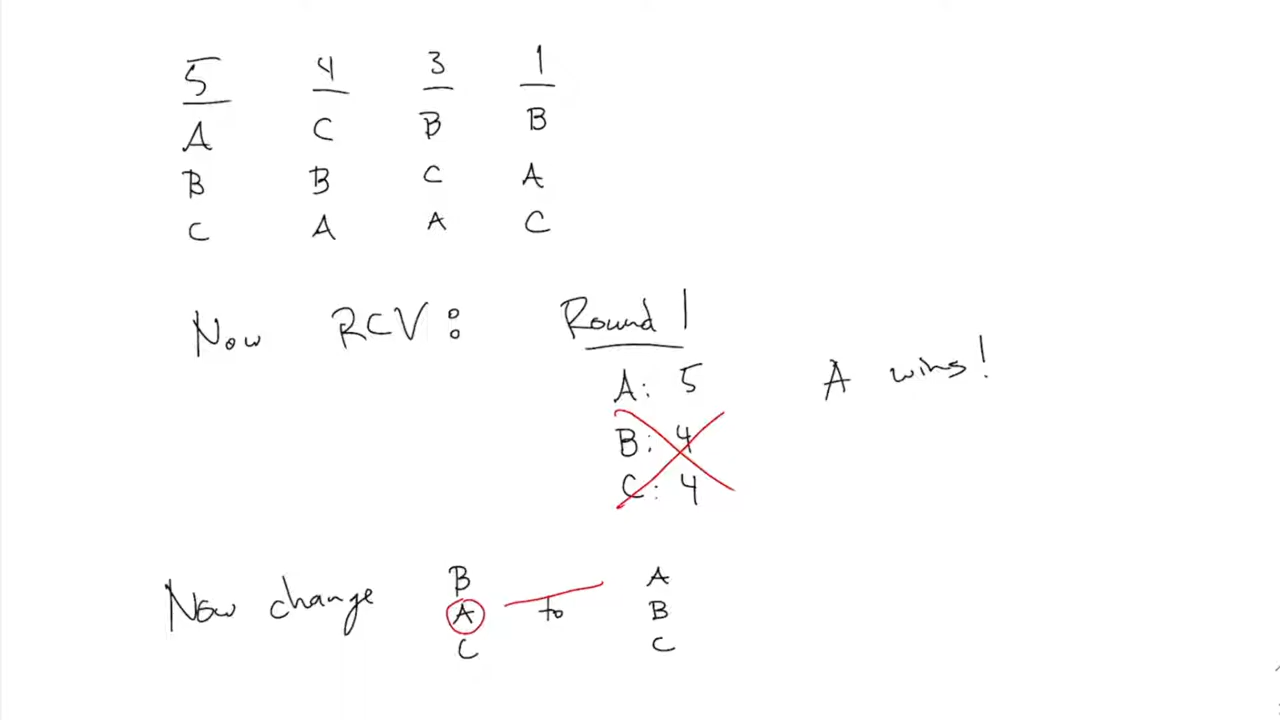 5 4 3 1
A C B B
B B C A
C A A C
Now RCV: Round 1
A: 5 A wins!
B: 4
C: 4
Now change B A C to A B C